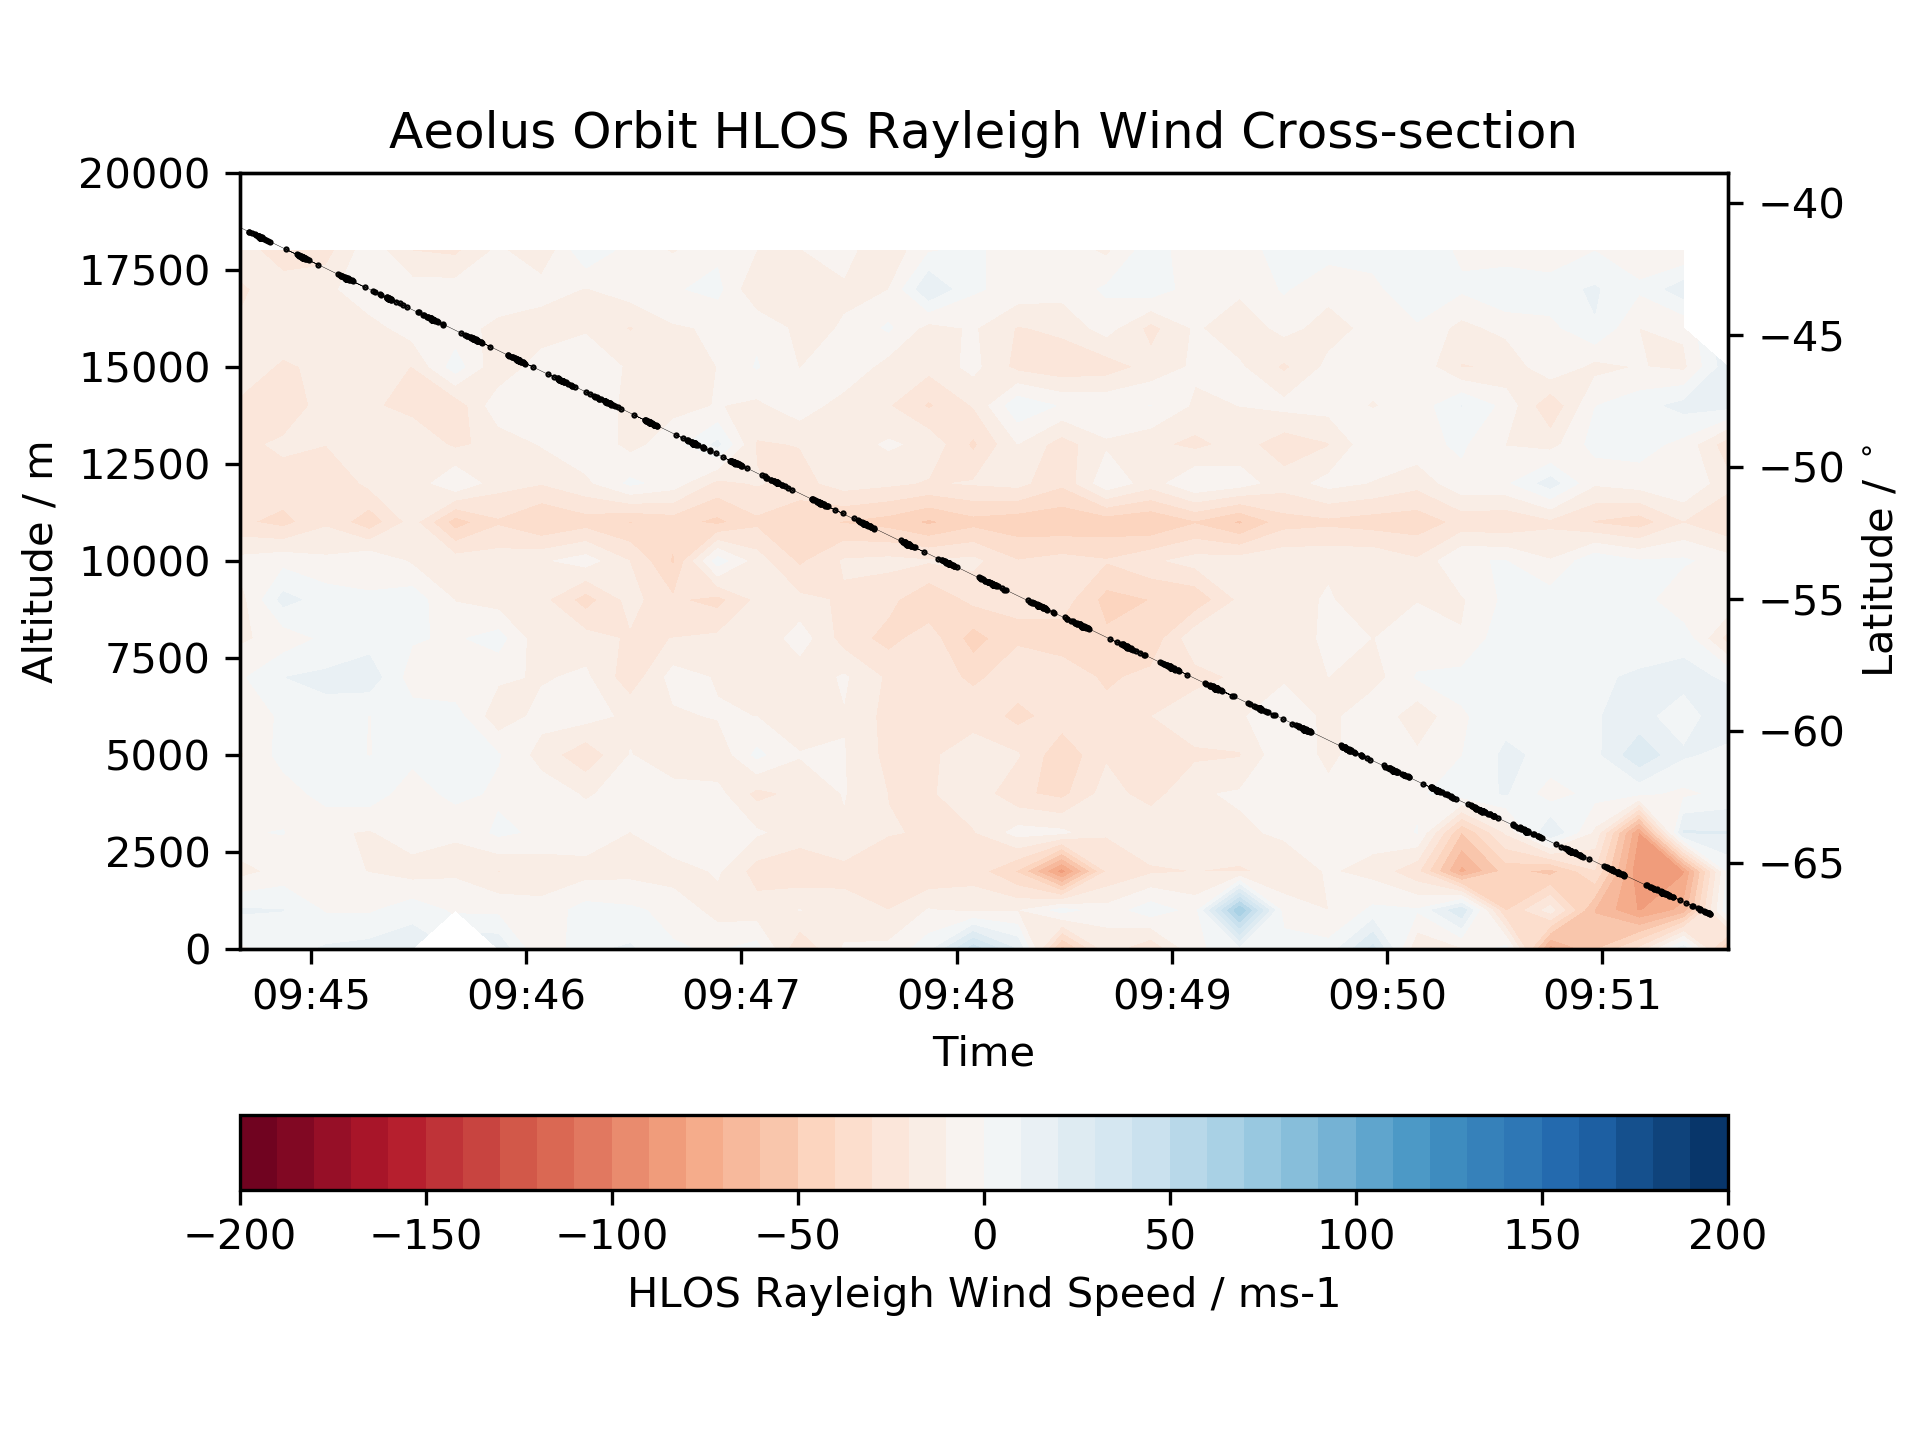 Aeolus Orbit HLOS Rayleigh Wind Cross-section
20000
17500
15000
12500
10000
7500
5000
2500
0
Altitude / m
−40
−45
−50
−55
−60
−65
Latitude / °
09:45 09:46 09:47 09:48 09:49 09:50 09:51
Time
−200 −150 −100 −50 0 50 100 150 200
HLOS Rayleigh Wind Speed / ms-1